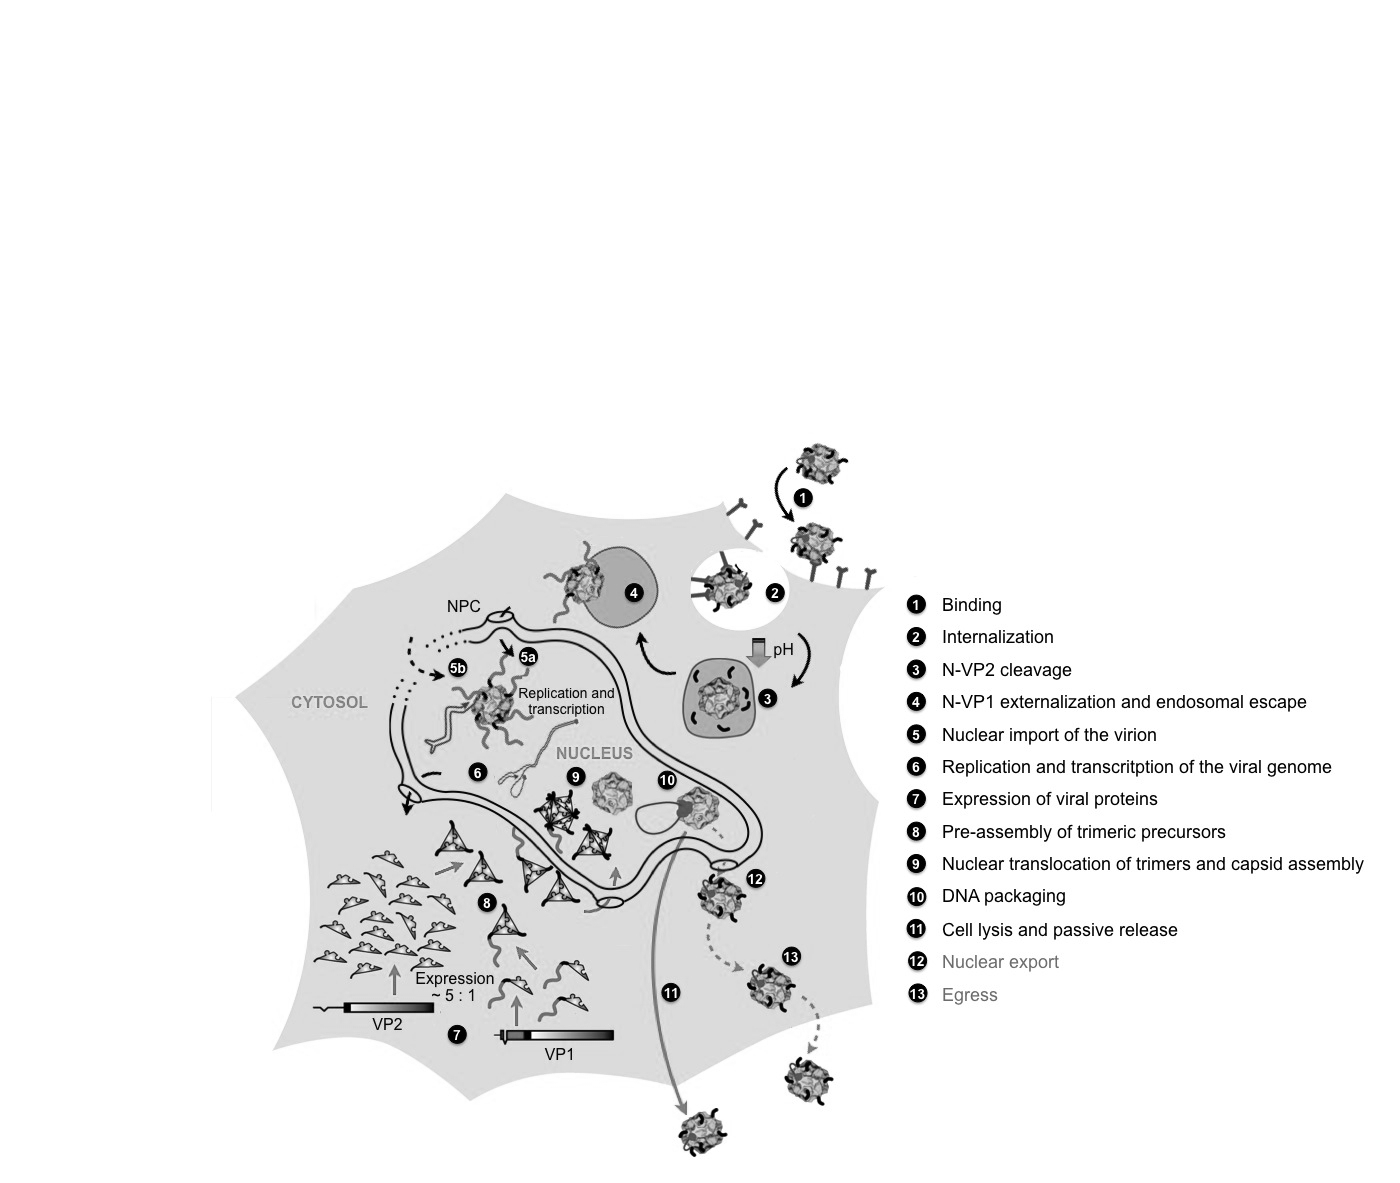 1
2
NPC
4
5a
5b
pH
3
CYTOSOL
Replication and
transcription
NUCLEUS
6
9
10
12
8
13
Expression
~ 5 : 1
11
VP2
7
VP1
1 Binding
2 Internalization
3 N-VP2 cleavage
4 N-VP1 externalization and endosomal escape
5 Nuclear import of the virion
6 Replication and transcritption of the viral genome
7 Expression of viral proteins
8 Pre-assembly of trimeric precursors
9 Nuclear translocation of trimers and capsid assembly
10 DNA packaging
11 Cell lysis and passive release
12 Nuclear export
13 Egress